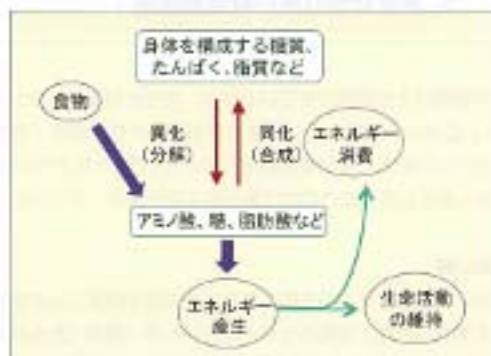 身体を構成する糖質、
たんぱく、脂質など
食物
異化
(分解)
同化
(合成)
エネルギー
消費
アミノ酸、糖、脂肪酸など
エネルギー
産生
生命活動
の維持